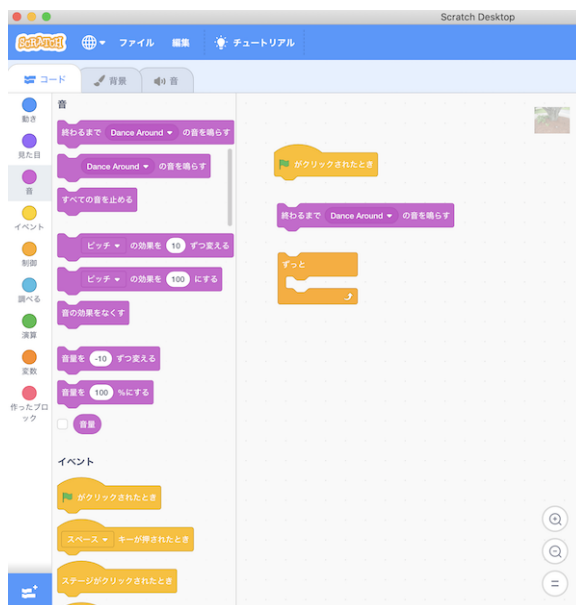 Scratch Desktop
SCRATCH
ファイル 編集 チュートリアル
コード 背景 音
動き
見た目
音
イベント
制御
調べる
演算
変数
作ったブロ
ック
音
終わるまで Dance Around の音を鳴らす
Dance Around の音を鳴らす
すべての音を止める
ピッチ の効果を 10 ずつ変える
ピッチ の効果を 100 にする
音の効果をなくす
音量を -10 ずつ変える
音量を 100 %にする
音量
イベント
がクリックされたとき
スペース キーが押されたとき
ステージがクリックされたとき
がクリックされたとき
終わるまで Dance Around の音を鳴らす
ずっと